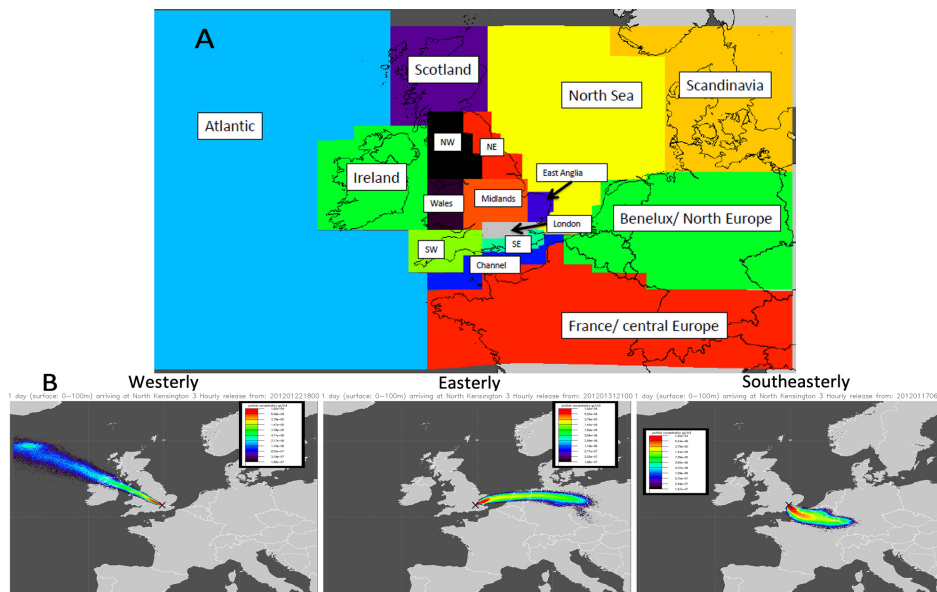 A
Scotland
Scandinavia
North Sea
Atlantic
NW
NE
East Anglia
Ireland
Wales
Midlands
Benelux/ North Europe
London
SW
SE
Channel
France/ central Europe
B
Westerly
Easterly
Southeasterly
1 day (surface: 0-100m) arriving at North Kensington 3 Hourly release from: 201201221800
1 day (surface: 0-100m) arriving at North Kensington 3 Hourly release from: 201201312100
1 day (surface: 0-100m) arriving at North Kensington 3 Hourly release from: 2012011706